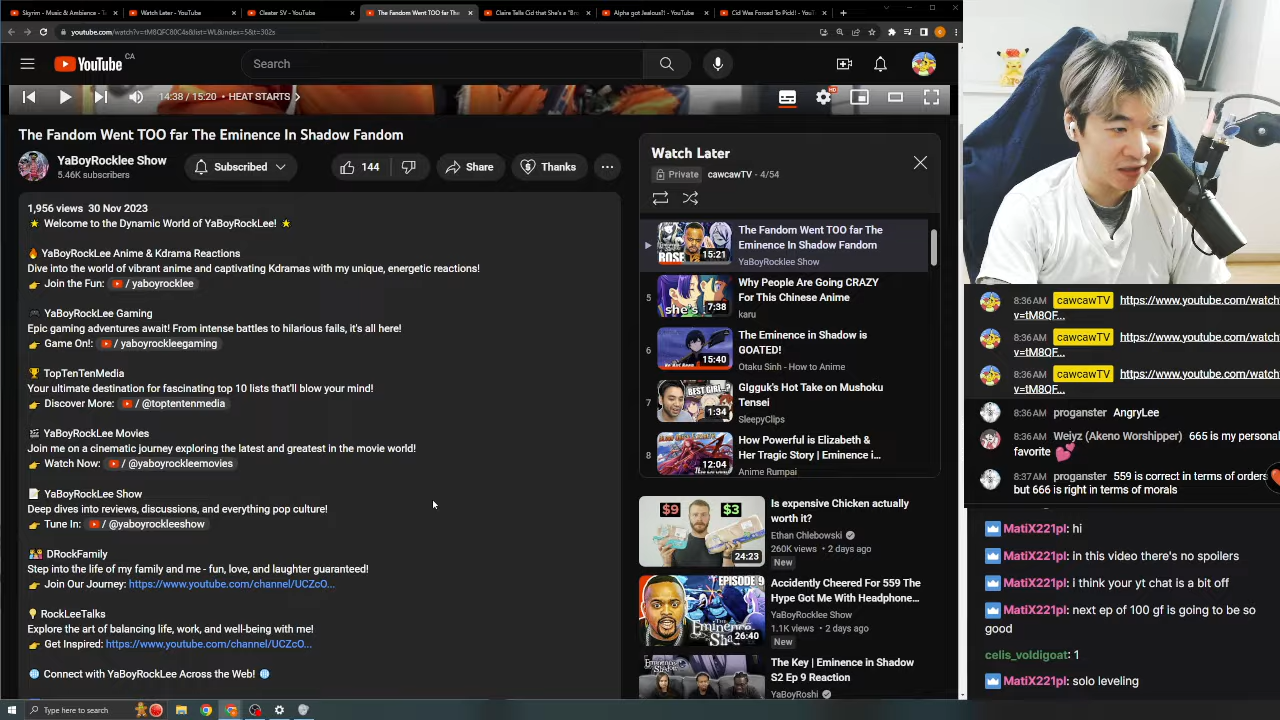 Skyrim - Music & Ambience - D
Watch Later - YouTube
Cleater SV - YouTube
The Fandom Went TOO far The
Claire Tells Cid that She's a "Bro
Alpha got Jealous?! - YouTube
Cid Was Forced To Pick!! - YouTu
youtube.com/watch?v=tM8QFC80C4s&list=WL&index=5&t=302s
YouTube CA
Search
14:38 / 15:20 • HEAT STARTS
HD
The Fandom Went TOO far The Eminence In Shadow Fandom
YaBoyRocklee Show
5.46K subscribers
Subscribed
144
Share
Thanks
1,956 views 30 Nov 2023
Welcome to the Dynamic World of YaBoyRockLee!
YaBoyRockLee Anime & Kdrama Reactions
Dive into the world of vibrant anime and captivating Kdramas with my unique, energetic reactions!
Join the Fun: / yaboyrocklee
YaBoyRockLee Gaming
Epic gaming adventures await! From intense battles to hilarious fails, it's all here!
Game On!: / yaboyrockleegaming
TopTenTenMedia
Your ultimate destination for fascinating top 10 lists that'll blow your mind!
Discover More: / @toptentenmedia
YaBoyRockLee Movies
Join me on a cinematic journey exploring the latest and greatest in the movie world!
Watch Now: / @yaboyrockleemovies
YaBoyRockLee Show
Deep dives into reviews, discussions, and everything pop culture!
Tune In: / @yaboyrockleeshow
DRockFamily
Step into the life of my family and me - fun, love, and laughter guaranteed!
Join Our Journey: https://www.youtube.com/channel/UCZcO...
RockLeeTalks
Explore the art of balancing life, work, and well-being with me!
Get Inspired: https://www.youtube.com/channel/UCZcO...
Connect with YaBoyRockLee Across the Web!
Watch Later
Private cawcawTV - 4/54
ROSE
15:21
The Fandom Went TOO far The
Eminence In Shadow Fandom
YaBoyRocklee Show
5
she's
7:38
Why People Are Going CRAZY
For This Chinese Anime
karu
6
15:40
The Eminence in Shadow is
GOATED!
Otaku Sinh - How to Anime
7
BEST GIRL..?
1:34
GIgguk's Hot Take on Mushoku
Tensei
SleepyClips
8
12:04
How Powerful is Elizabeth &
Her Tragic Story | Eminence i...
Anime Rumpai
$9
$3
24:23
Is expensive Chicken actually
worth it?
Ethan Chlebowski
260K views • 2 days ago
New
EPISODE 9
Eminence
26:40
Accidently Cheered For 559 The
Hype Got Me With Headphone...
YaBoyRocklee Show
1.1K views • 2 days ago
New
The Key | Eminence in Shadow
S2 Ep 9 Reaction
YaBoyRoshi
8:36 AM cawcawTV https://www.youtube.com/watch
v=tM8QF...
8:36 AM cawcawTV https://www.youtube.com/watch
v=tM8QF...
8:36 AM cawcawTV https://www.youtube.com/watch
v=tM8QF...
8:36 AM proganster AngryLee
8:36 AM Weiyz (Akeno Worshipper) 665 is my personal
favorite
8:37 AM proganster 559 is correct in terms of orders
but 666 is right in terms of morals
MatiX221pl: hi
MatiX221pl: in this video there's no spoilers
MatiX221pl: i think your yt chat is a bit off
MatiX221pl: next ep of 100 gf is going to be so
good
celis_voldigoat: 1
MatiX221pl: solo leveling
Type here to search